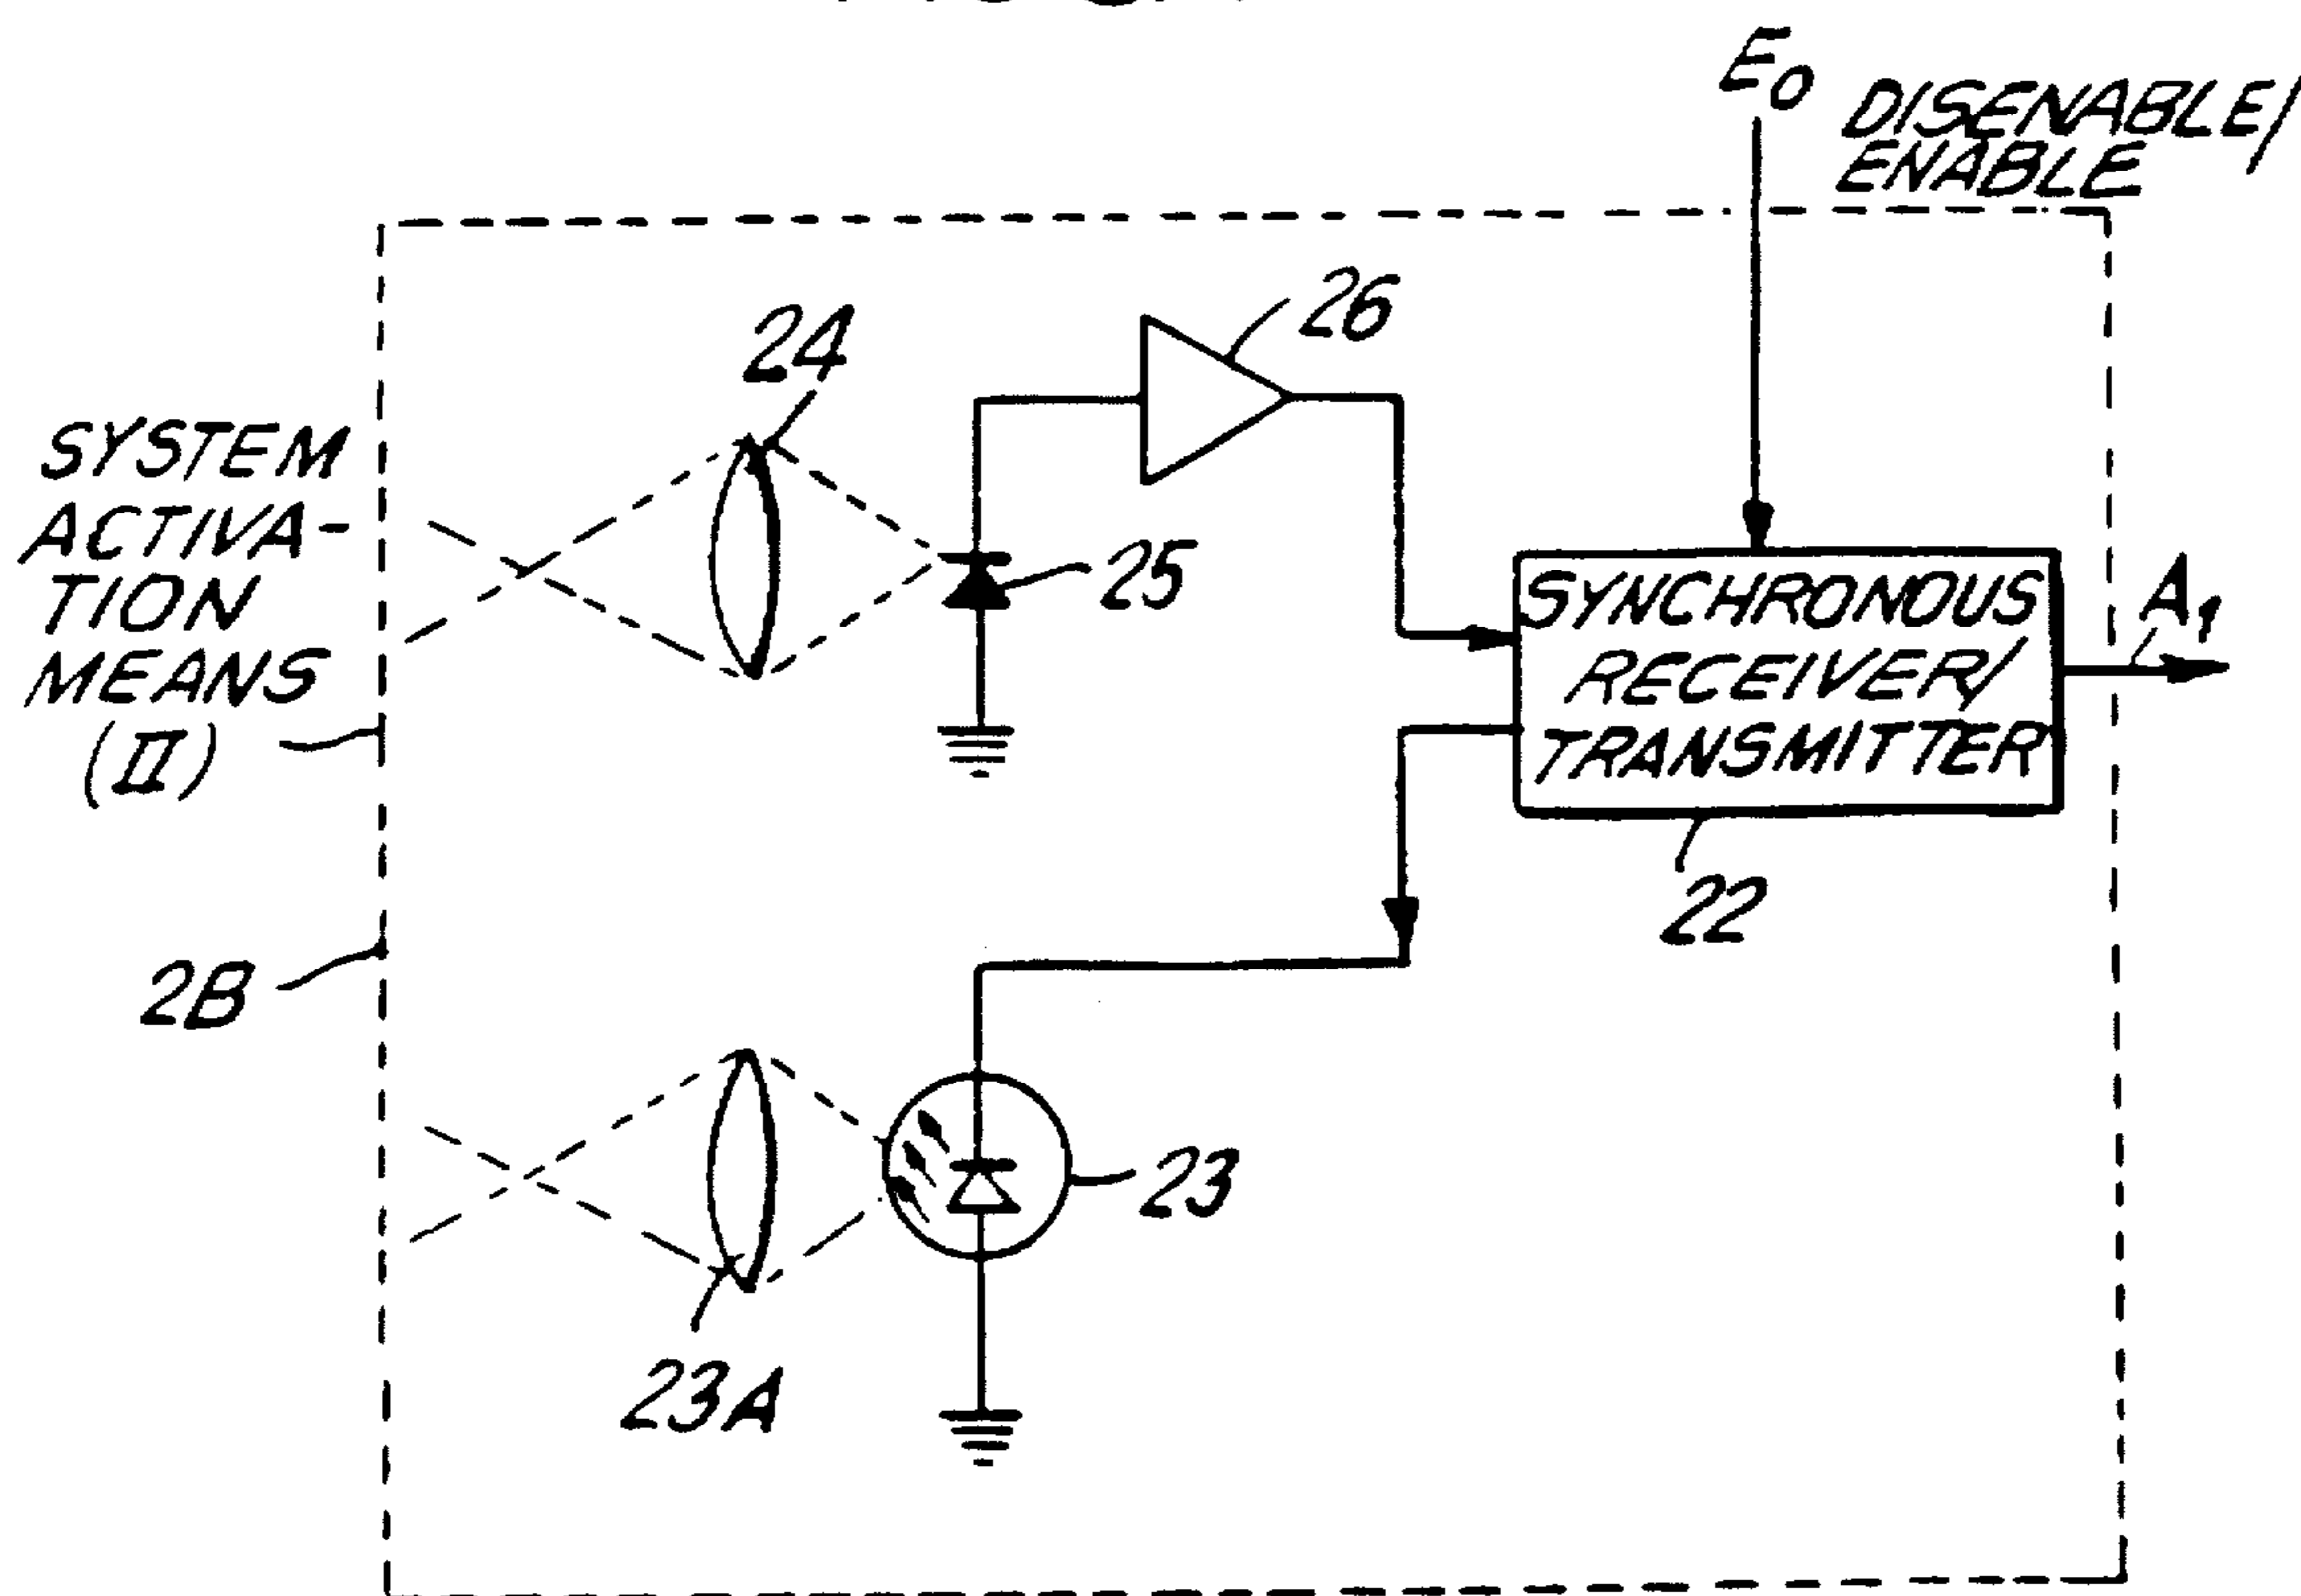 E0 DISENABLE/
ENABLE
24
26
SYSTEM
ACTIVA-
TION
MEANS
(II)
25
SYNCHRONOUS
RECEIVER/
TRANSMITTER
A1
22
2B
23
23A